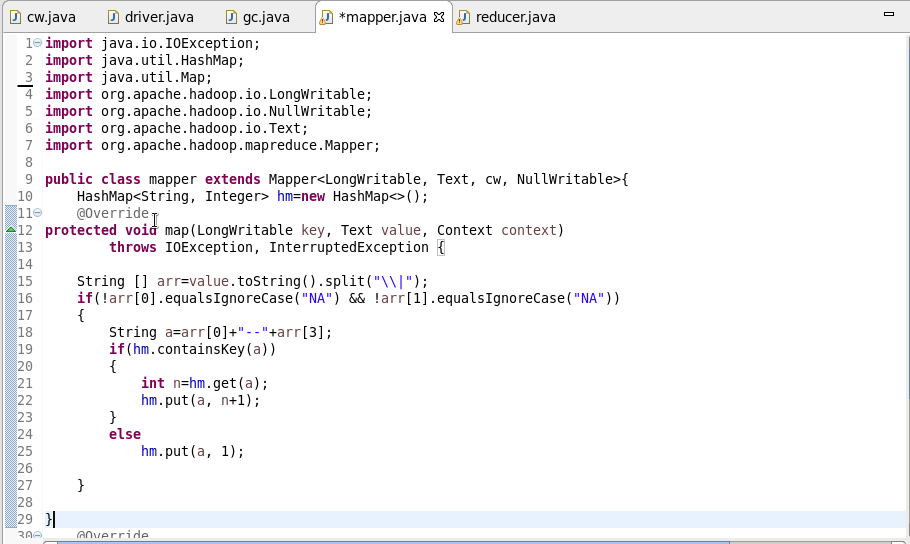 cw.java driver.java gc.java *mapper.java reducer.java
1 import java.io.IOException;
2 import java.util.HashMap;
3 import java.util.Map;
4 import org.apache.hadoop.io.LongWritable;
5 import org.apache.hadoop.io.NullWritable;
6 import org.apache.hadoop.io.Text;
7 import org.apache.hadoop.mapreduce.Mapper;
8
9 public class mapper extends Mapper<LongWritable, Text, cw, NullWritable>{
10 HashMap<String, Integer> hm=new HashMap<>();
11 @Override
12 protected void map(LongWritable key, Text value, Context context)
13 throws IOException, InterruptedException {
14
15 String [] arr=value.toString().split("\\|");
16 if(!arr[0].equalsIgnoreCase("NA") && !arr[1].equalsIgnoreCase("NA"))
17 {
18 String a=arr[0]+"--"+arr[3];
19 if(hm.containsKey(a))
20 {
21 int n=hm.get(a);
22 hm.put(a, n+1);
23 }
24 else
25 hm.put(a, 1);
26
27 }
28
29 }
30 @Override